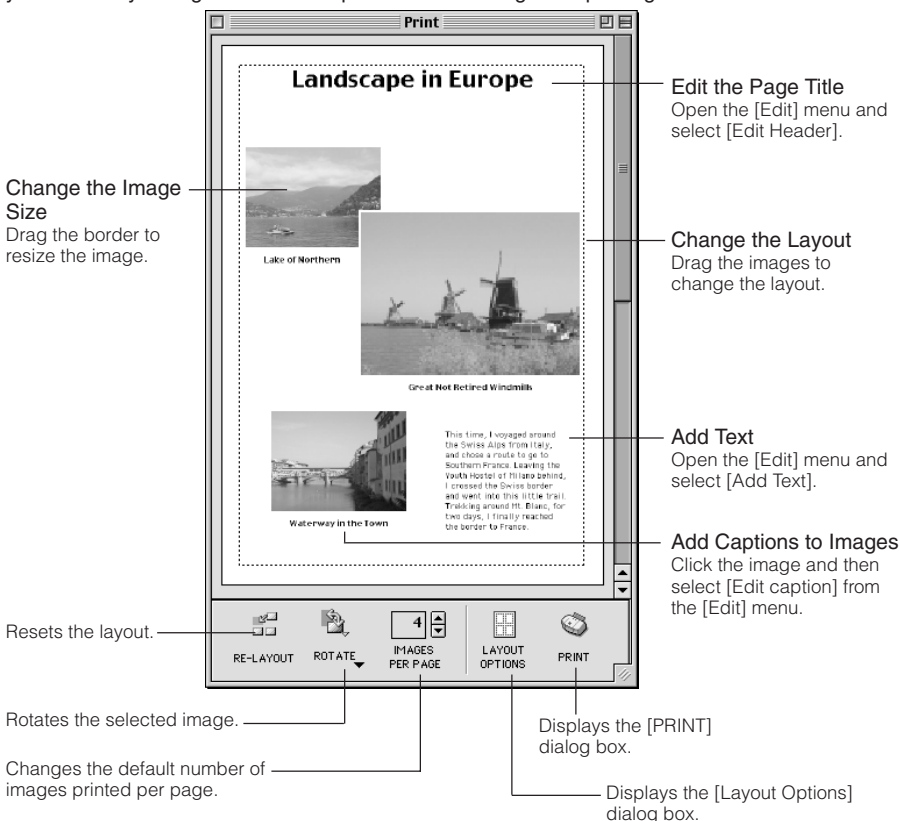 Print
Landscape in Europe
Edit the Page Title
Open the [Edit] menu and
select [Edit Header].
Change the Image
Size
Drag the border to
resize the image.
Lake of Northern
Change the Layout
Drag the images to
change the layout.
Great Not Retired Windmills
This time, I voyaged around
the Swiss Alps from Italy,
and chose a route to go to
Southern France. Leaving the
Youth Hostel of Milano behind,
I crossed the Swiss border
and went into this little trail.
Trekking around Mt. Blanc, for
two days, I finally reached
the border to France.
Add Text
Open the [Edit] menu and
select [Add Text].
Waterway in the Town
Add Captions to Images
Click the image and then
select [Edit caption] from
the [Edit] menu.
Resets the layout.
RE-LAYOUT
ROTATE
4
IMAGES
PER PAGE
LAYOUT
OPTIONS
PRINT
Rotates the selected image.
Displays the [PRINT]
dialog box.
Changes the default number of
images printed per page.
Displays the [Layout Options]
dialog box.